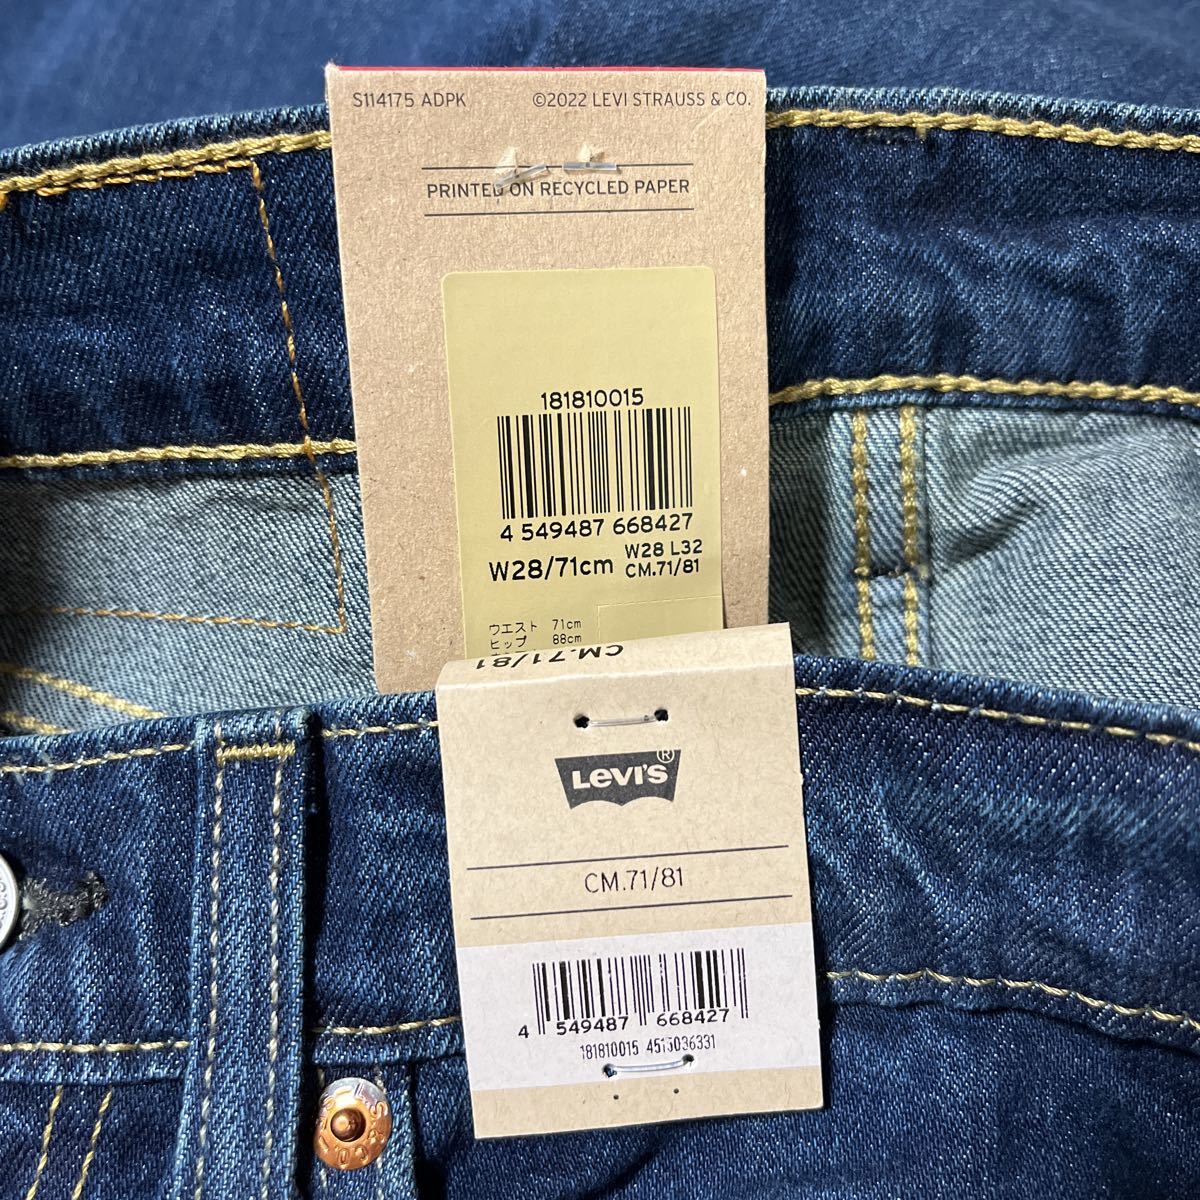 S114175 ADPK ©2022 LEVI STRAUSS & CO.
PRINTED ON RECYCLED PAPER
181810015
4 549487 668427
W28/71cm W28 L32
CM.71/81
ウエスト 71cm
ヒップ 88cm
CM.71/81
LEVI'S®
CM.71/81
4 549487 668427
181810015 4513036331